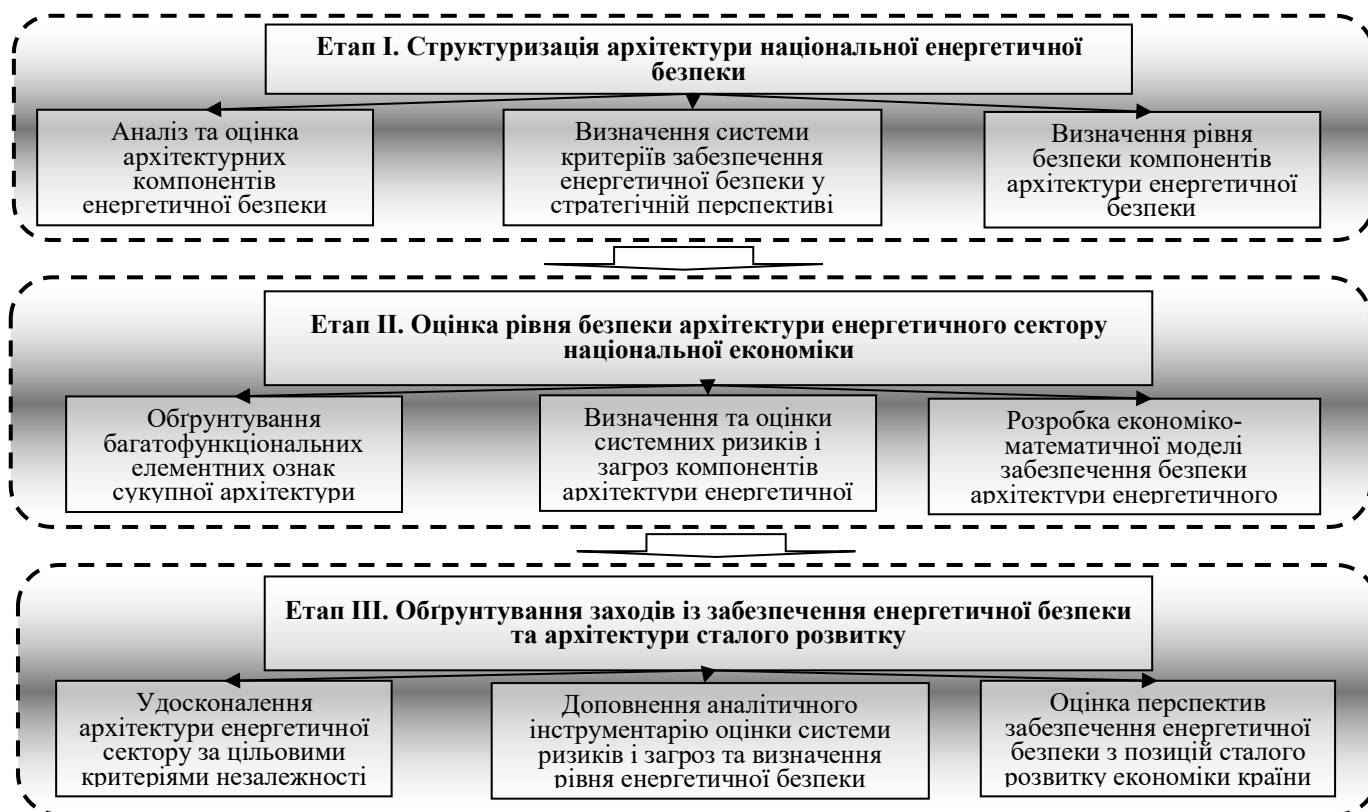 Етап І. Структуризація архітектури національної енергетичної
безпеки
Аналіз та оцінка
архітектурних
компонентів
енергетичної безпеки
Визначення системи
критеріїв забезпечення
енергетичної безпеки у
стратегічній перспективі
Визначення рівня
безпеки компонентів
архітектури енергетичної
безпеки
Етап ІІ. Оцінка рівня безпеки архітектури енергетичного сектору
національної економіки
Обґрунтування
багатофункціональних
елементних ознак
сукупної архітектури
Визначення та оцінки
системних ризиків і
загроз компонентів
архітектури енергетичної
Розробка економіко-
математичної моделі
забезпечення безпеки
архітектури енергетичного
Етап ІІІ. Обґрунтування заходів із забезпечення енергетичної безпеки
та архітектури сталого розвитку
Удосконалення
архітектури енергетичної
сектору за цільовими
критеріями незалежності
Доповнення аналітичного
інструментарію оцінки системи
ризиків і загроз та визначення
рівня енергетичної безпеки
Оцінка перспектив
забезпечення енергетичної
безпеки з позицій сталого
розвитку економіки країни